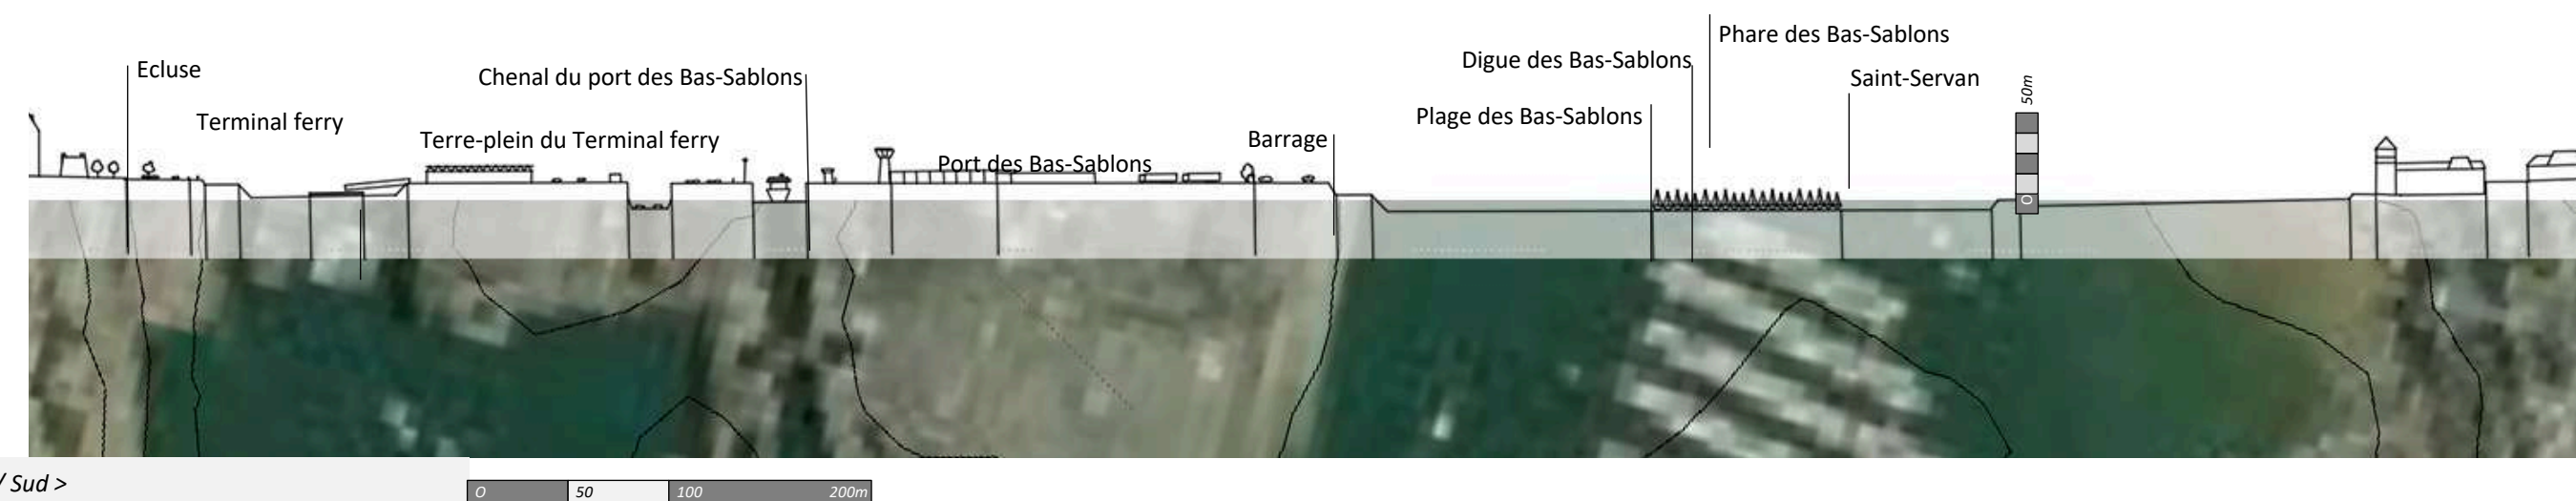 Phare des Bas-Sablons
Digue des Bas-Sablons
Ecluse
Chenal du port des Bas-Sablons
Saint-Servan
Terminal ferry
Plage des Bas-Sablons
Terre-plein du Terminal ferry
Barrage
Port des Bas-Sablons
50m
0
/ Sud >
0 50 100 200m